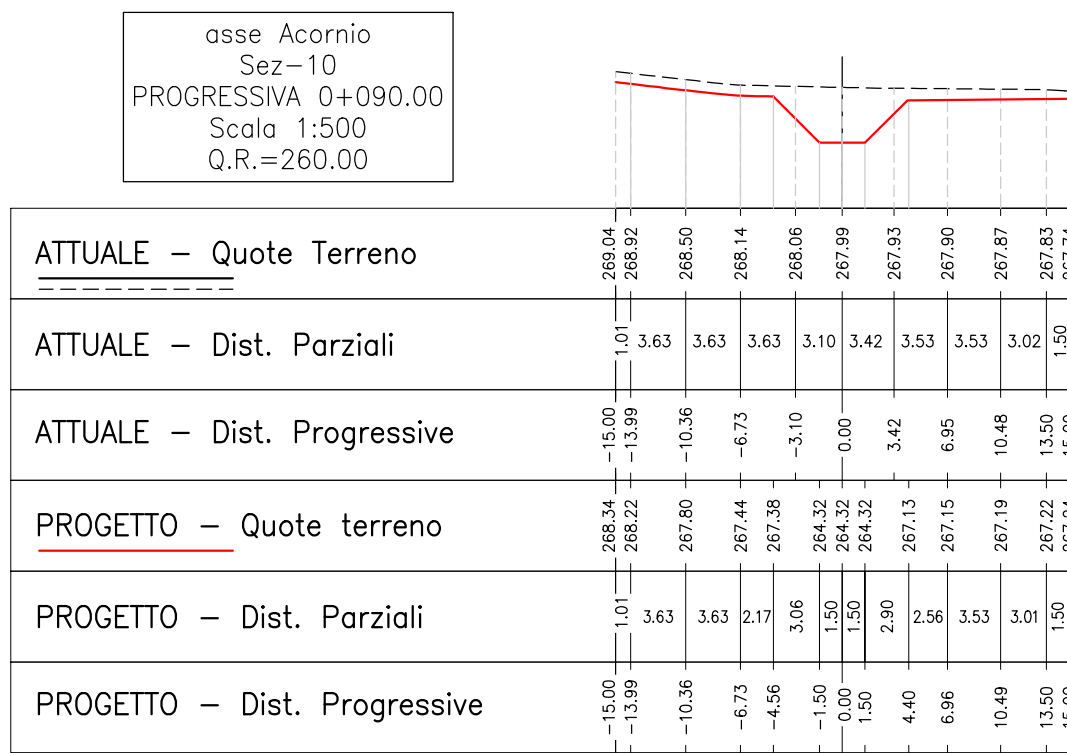 asse Acornio
Sez-10
PROGRESSIVA 0+090.00
Scala 1:500
Q.R.=260.00
ATTUALE - Quote Terreno
269.04 268.92 268.50 268.14 268.06 267.99 267.93 267.90 267.87 267.83
ATTUALE - Dist. Parziali
1.01 3.63 3.63 3.63 3.10 3.42 3.53 3.53 3.02 1.50
ATTUALE - Dist. Progressive
-15.00 -13.99 -10.36 -6.73 -3.10 0.00 3.42 6.95 10.48 13.50
PROGETTO - Quote terreno
268.34 268.22 267.80 267.44 267.38 264.32 264.32 264.32 267.13 267.15 267.19 267.22
PROGETTO - Dist. Parziali
1.01 3.63 3.63 2.17 3.06 1.50 1.50 2.90 2.56 3.53 3.01 1.50
PROGETTO - Dist. Progressive
-15.00 -13.99 -10.36 -6.73 -4.56 -1.50 0.00 1.50 4.40 6.96 10.49 13.50